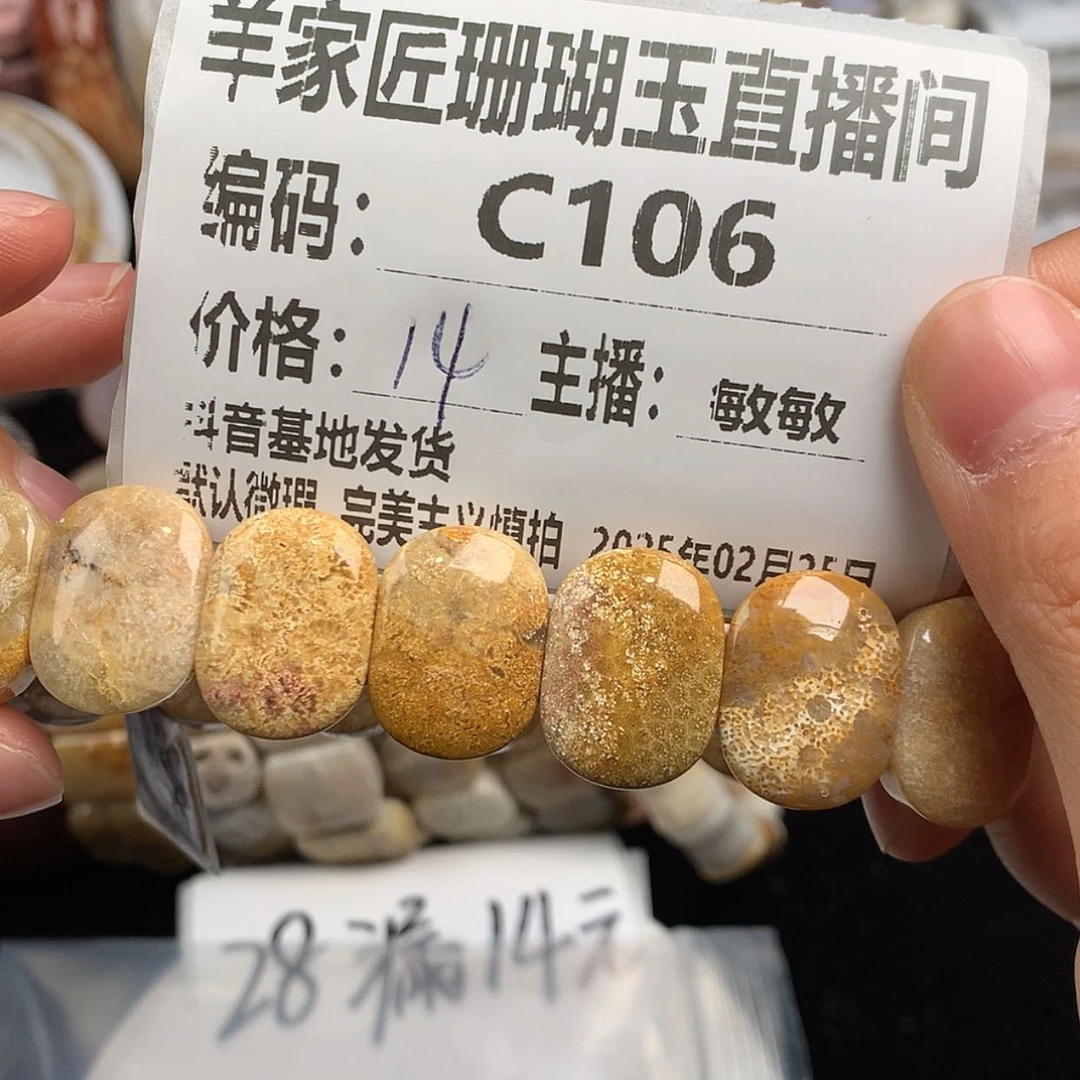 羊家匠珊瑚玉直播间
编码： C106
价格： 14 主播： 敏敏
抖音基地发货
默认微瑕 完美主义慎拍 2025年02月25日
28漏14元